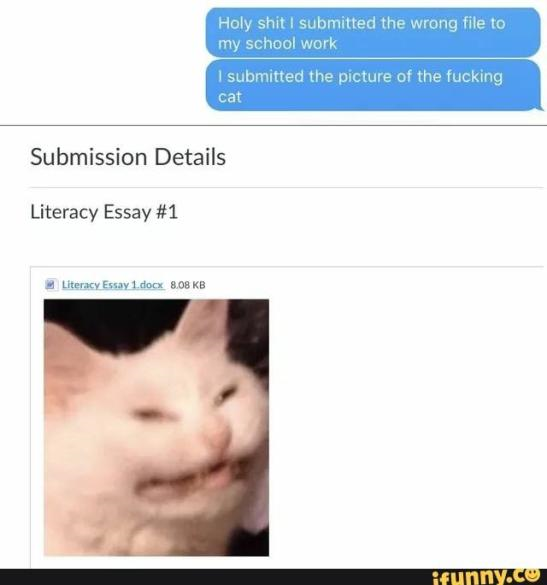 Holy shit I submitted the wrong file to
my school work
I submitted the picture of the fucking
cat
Submission Details
Literacy Essay #1
Literacy Essay 1.docx 8.08 KB
ifunny.co